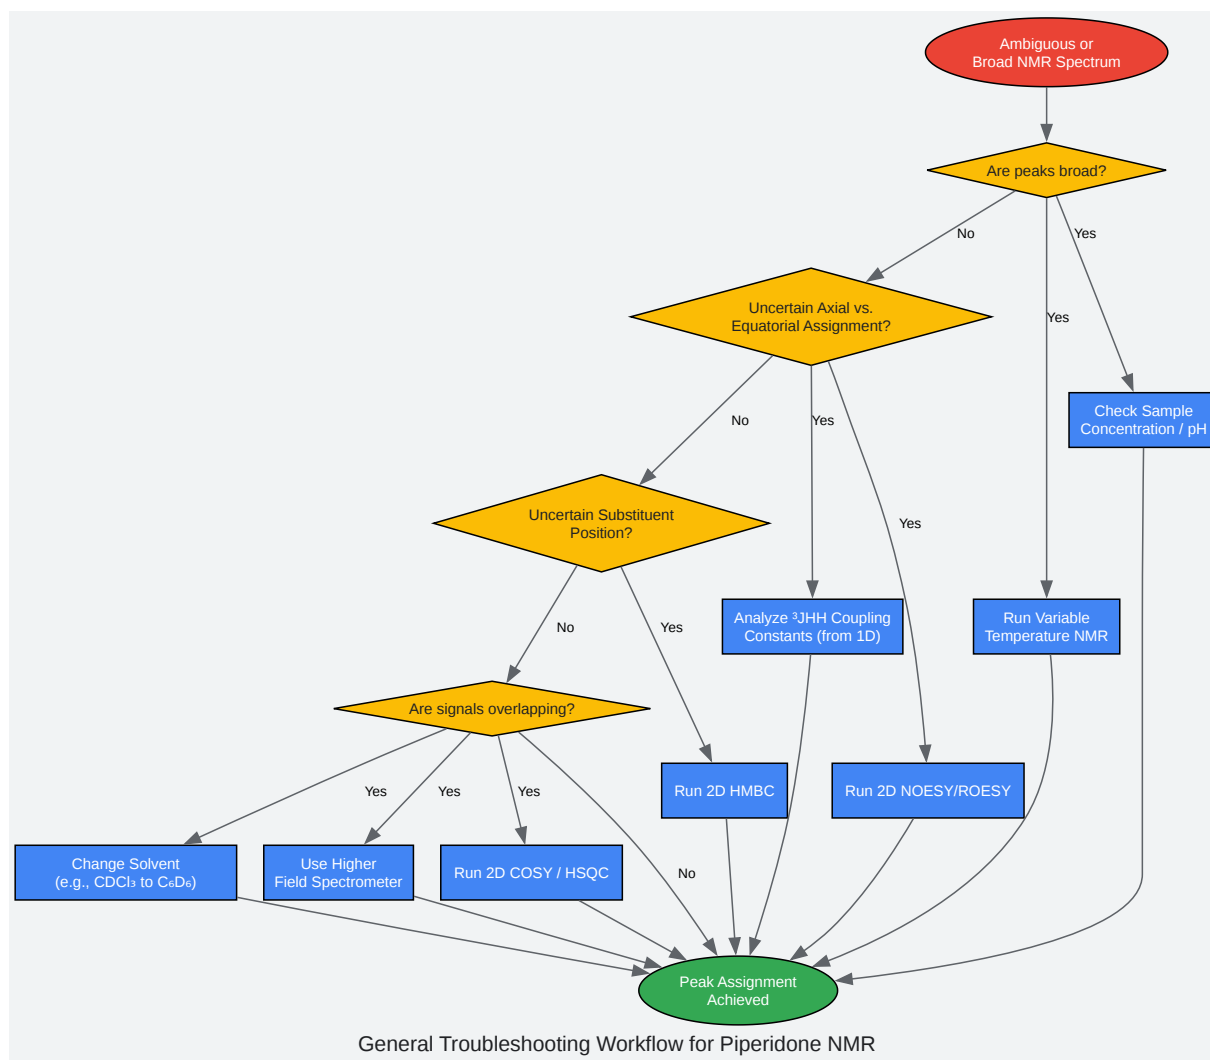 Ambiguous or
Broad NMR Spectrum
Are peaks broad?
No
Yes
Uncertain Axial vs.
Equatorial Assignment?
Yes
Check Sample
Concentration / pH
No
Yes
Uncertain Substituent
Position?
Yes
Analyze ³JHH Coupling
Constants (from 1D)
Run Variable
Temperature NMR
No
Yes
Are signals overlapping?
Run 2D HMBC
Run 2D NOESY/ROESY
Yes
Yes
Yes
Change Solvent
(e.g., CDCl₃ to C₆D₆)
Use Higher
Field Spectrometer
Run 2D COSY / HSQC
No
Peak Assignment
Achieved
General Troubleshooting Workflow for Piperidone NMR